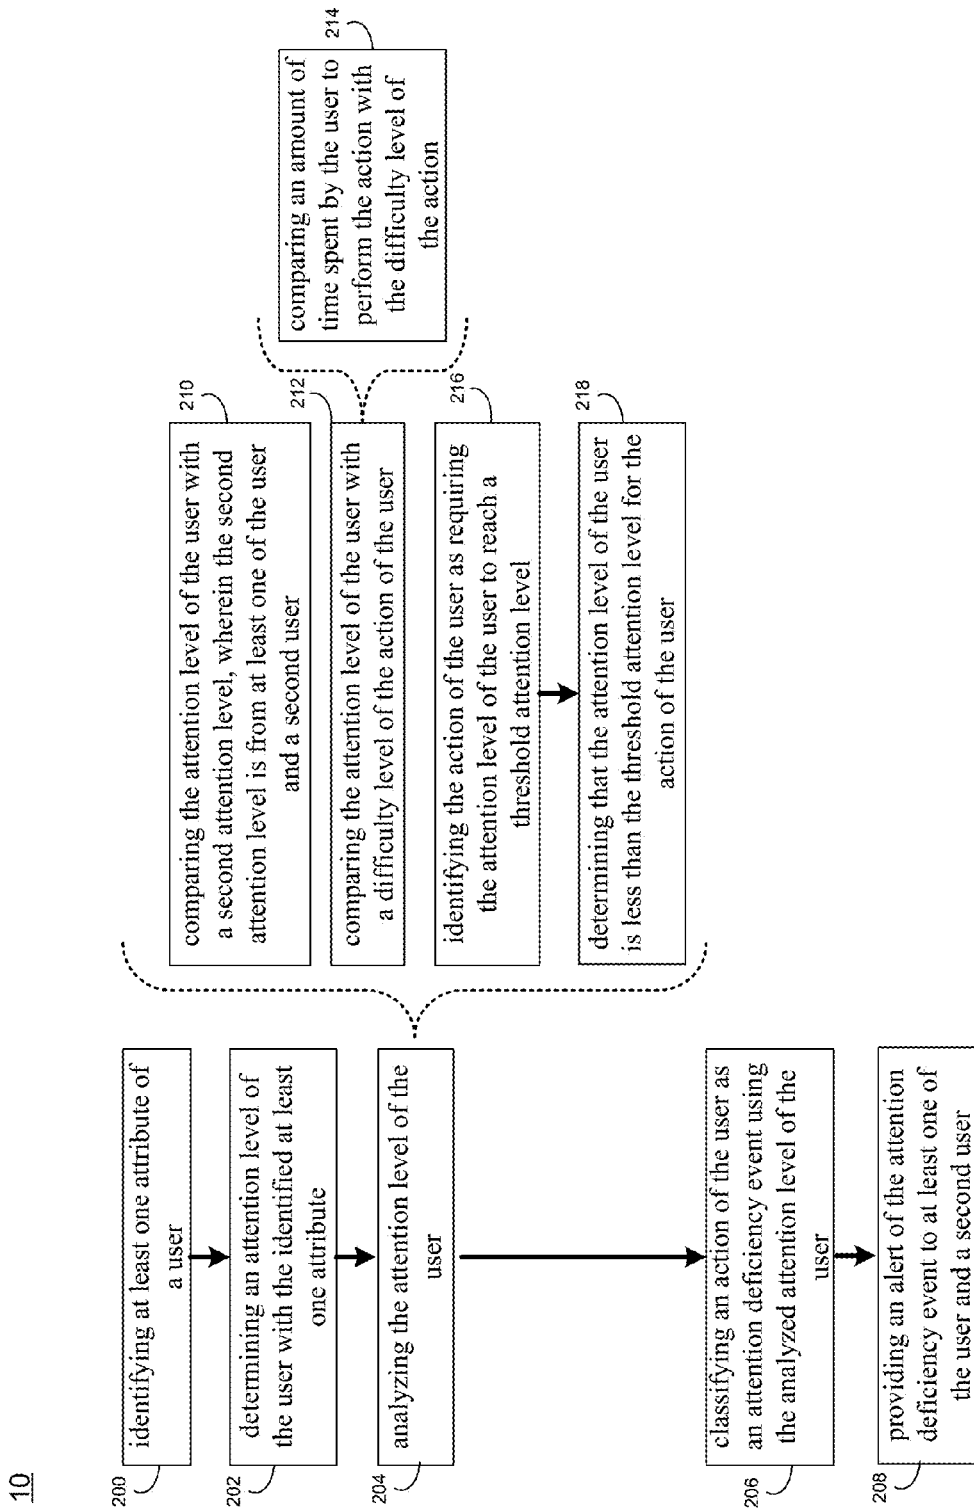 10
200
identifying at least one attribute of
a user
202
determining an attention level of
the user with the identified at least
one attribute
204
analyzing the attention level of the
user
206
classifying an action of the user as
an attention deficiency event using
the analyzed attention level of the
user
208
providing an alert of the attention
deficiency event to at least one of
the user and a second user
210
comparing the attention level of the user with
a second attention level, wherein the second
attention level is from at least one of the user
and a second user
212
comparing the attention level of the user with
a difficulty level of the action of the user
214
comparing an amount of
time spent by the user to
perform the action with
the difficulty level of
the action
216
identifying the action of the user as requiring
the attention level of the user to reach a
threshold attention level
218
determining that the attention level of the user
is less than the threshold attention level for the
action of the user